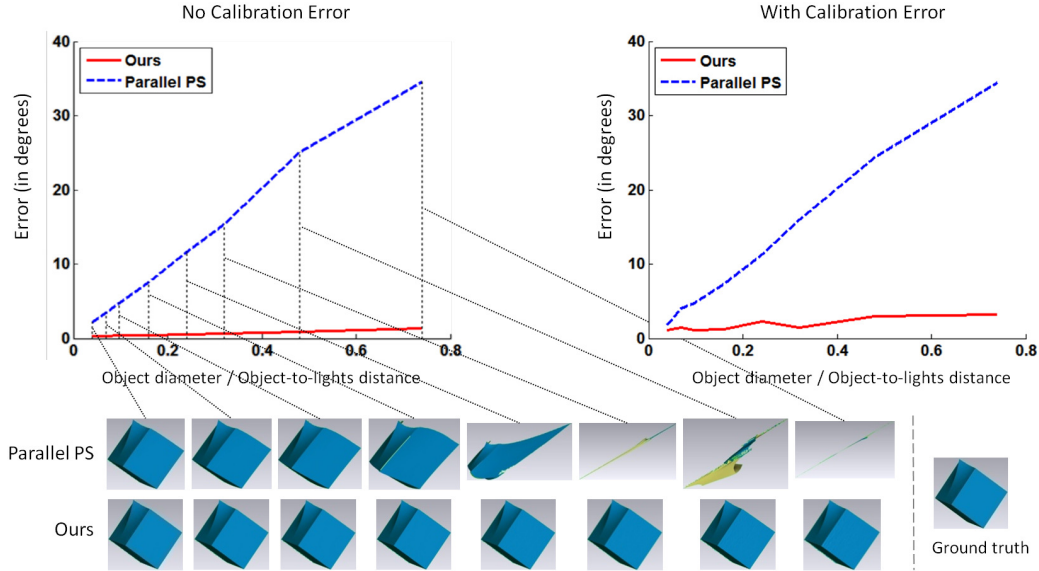 No Calibration Error
With Calibration Error
40
30
20
10
0
Error (in degrees)
Ours
Parallel PS
0
0.2
0.4
0.6
0.8
Object diameter / Object-to-lights distance
40
30
20
10
0
Error (in degrees)
Ours
Parallel PS
0
0.2
0.4
0.6
0.8
Object diameter / Object-to-lights distance
Parallel PS
Ours
Ground truth